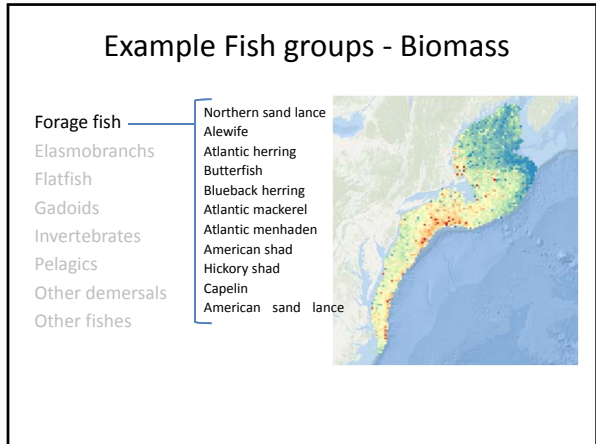 Example Fish groups - Biomass
Forage fish
Elasmobranchs
Flatfish
Gadoids
Invertebrates
Pelagics
Other demersals
Other fishes
Northern sand lance
Alewife
Atlantic herring
Butterfish
Blueback herring
Atlantic mackerel
Atlantic menhaden
American shad
Hickory shad
Capelin
American sand lance